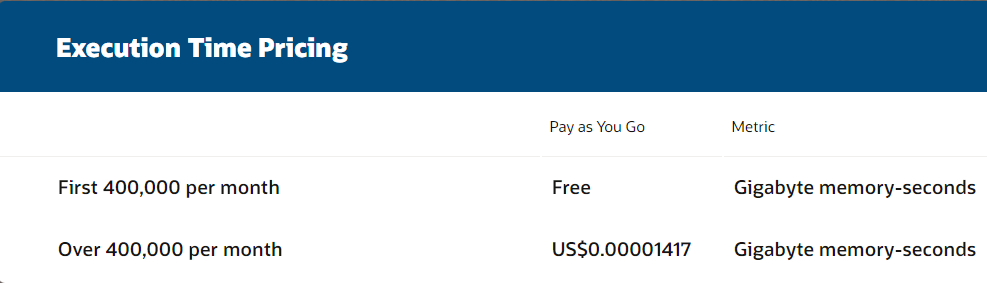 Execution Time Pricing
Pay as You Go Metric
First 400,000 per month Free Gigabyte memory-seconds
Over 400,000 per month US$0.00001417 Gigabyte memory-seconds